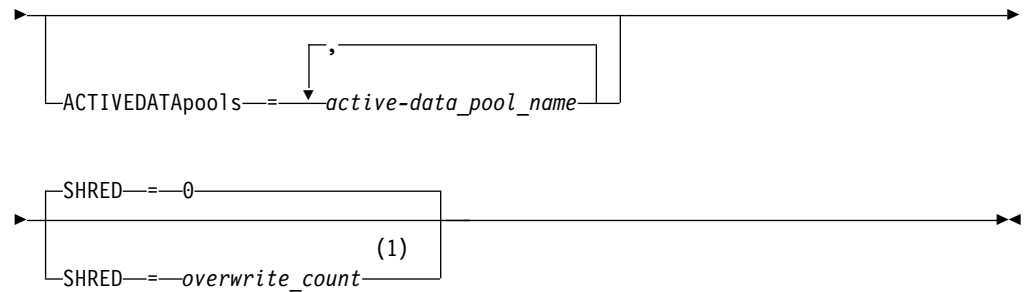 ,
ACTIVEDATApools = active-data_pool_name
SHRED = 0
(1)
SHRED = overwrite_count